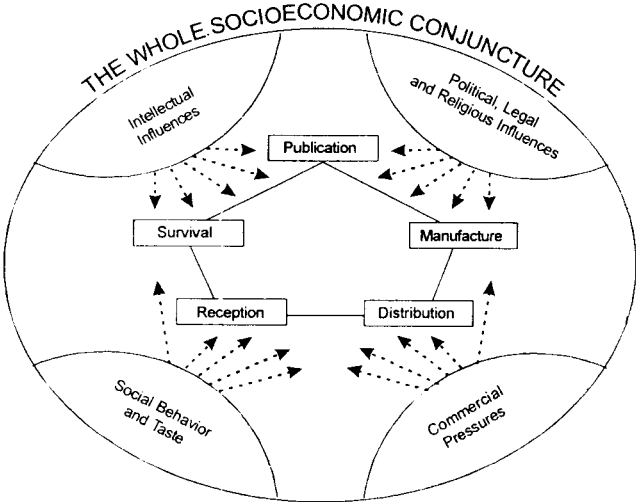 THE WHOLE SOCIOECONOMIC CONJUNCTURE
Intellectual
Influences
Political, Legal
and Religious Influences
Publication
Survival
Manufacture
Reception
Distribution
Social Behavior
and Taste
Commercial
Pressures